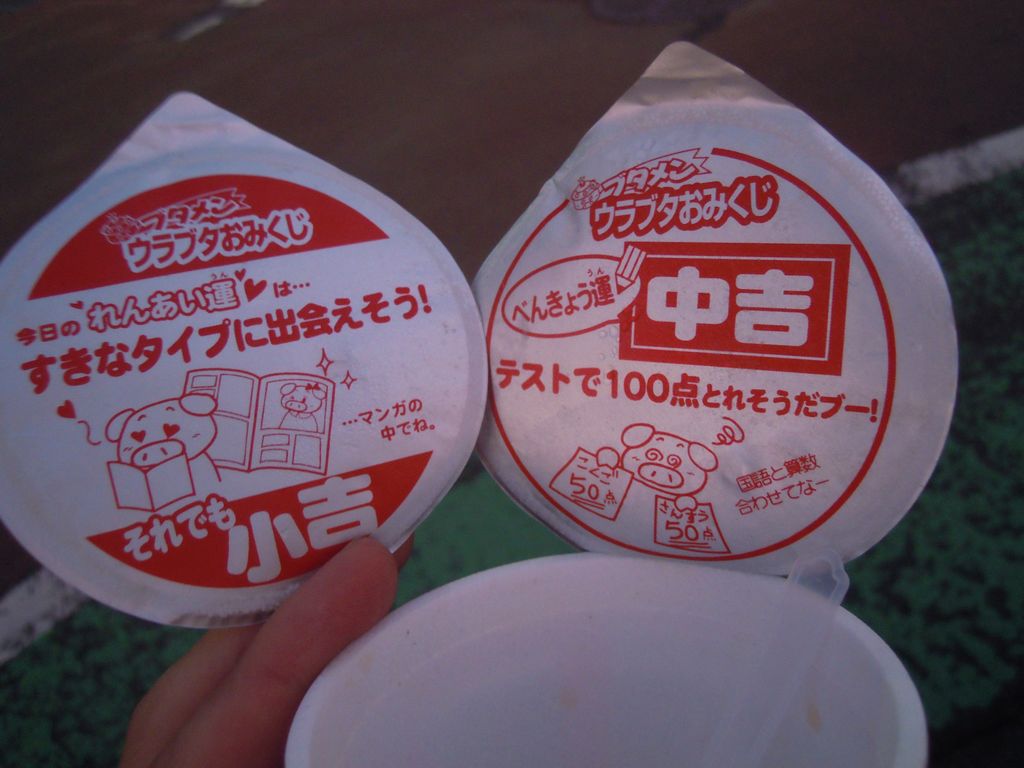 ブタメン
ウラブタおみくじ
今日のれんあい運は…
うん
すきなタイプに出会えそう!
…マンガの
中でね。
それでも
小吉
ブタメン
ウラブタおみくじ
べんきょう運
うん
中吉
テストで100点とれそうだブー!
こくご
50点
さんすう
50点
国語と算数
合わせてなー